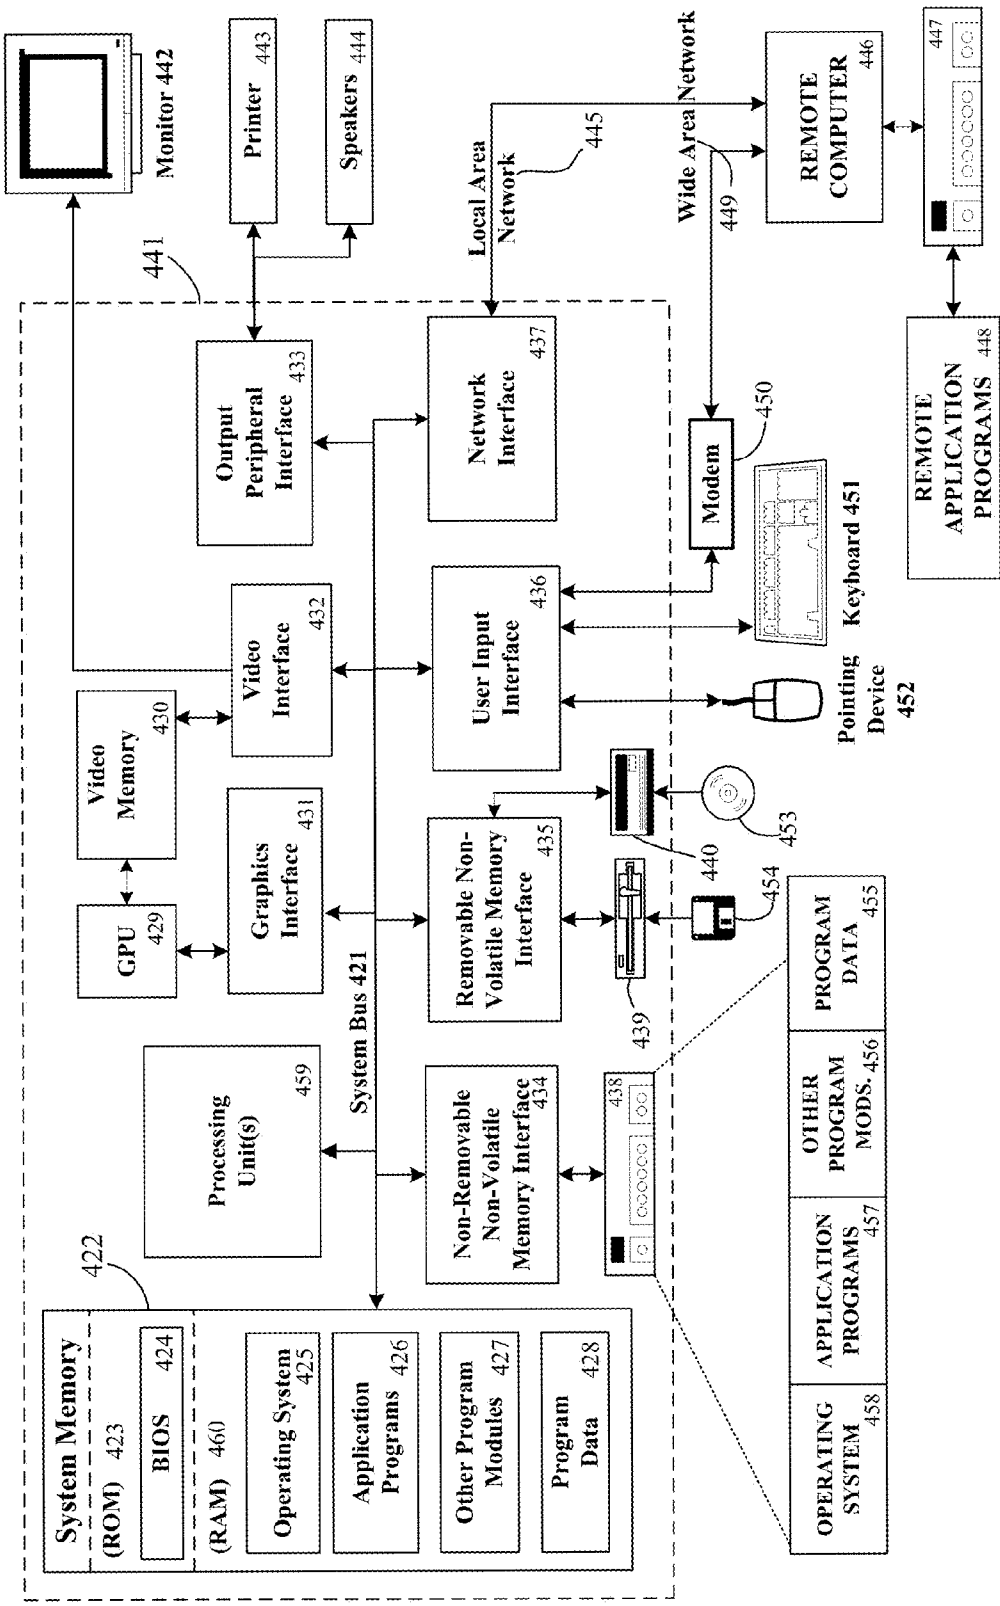 System Memory
422
(ROM) 423
BIOS
424
(RAM) 460
Operating System
425
Application
Programs
426
Other Program
Modules
427
Program
Data
428
Processing
Unit(s)
459
System Bus 421
GPU
429
Video
Memory
430
Graphics
Interface
431
Video
Interface
432
Output
Peripheral
Interface
433
441
Monitor 442
Printer
443
Speakers
444
Non-Removable
Non-Volatile
Memory Interface
434
Removable Non-
Volatile Memory
Interface
435
User Input
Interface
436
Network
Interface
437
Local Area
Network
445
Wide Area Network
449
438
439
440
454
453
Pointing
Device
452
Keyboard 451
Modem
450
REMOTE
COMPUTER
446
447
REMOTE
APPLICATION
PROGRAMS
448
OPERATING
SYSTEM
458
APPLICATION
PROGRAMS
457
OTHER
PROGRAM
MODS.
456
PROGRAM
DATA
455